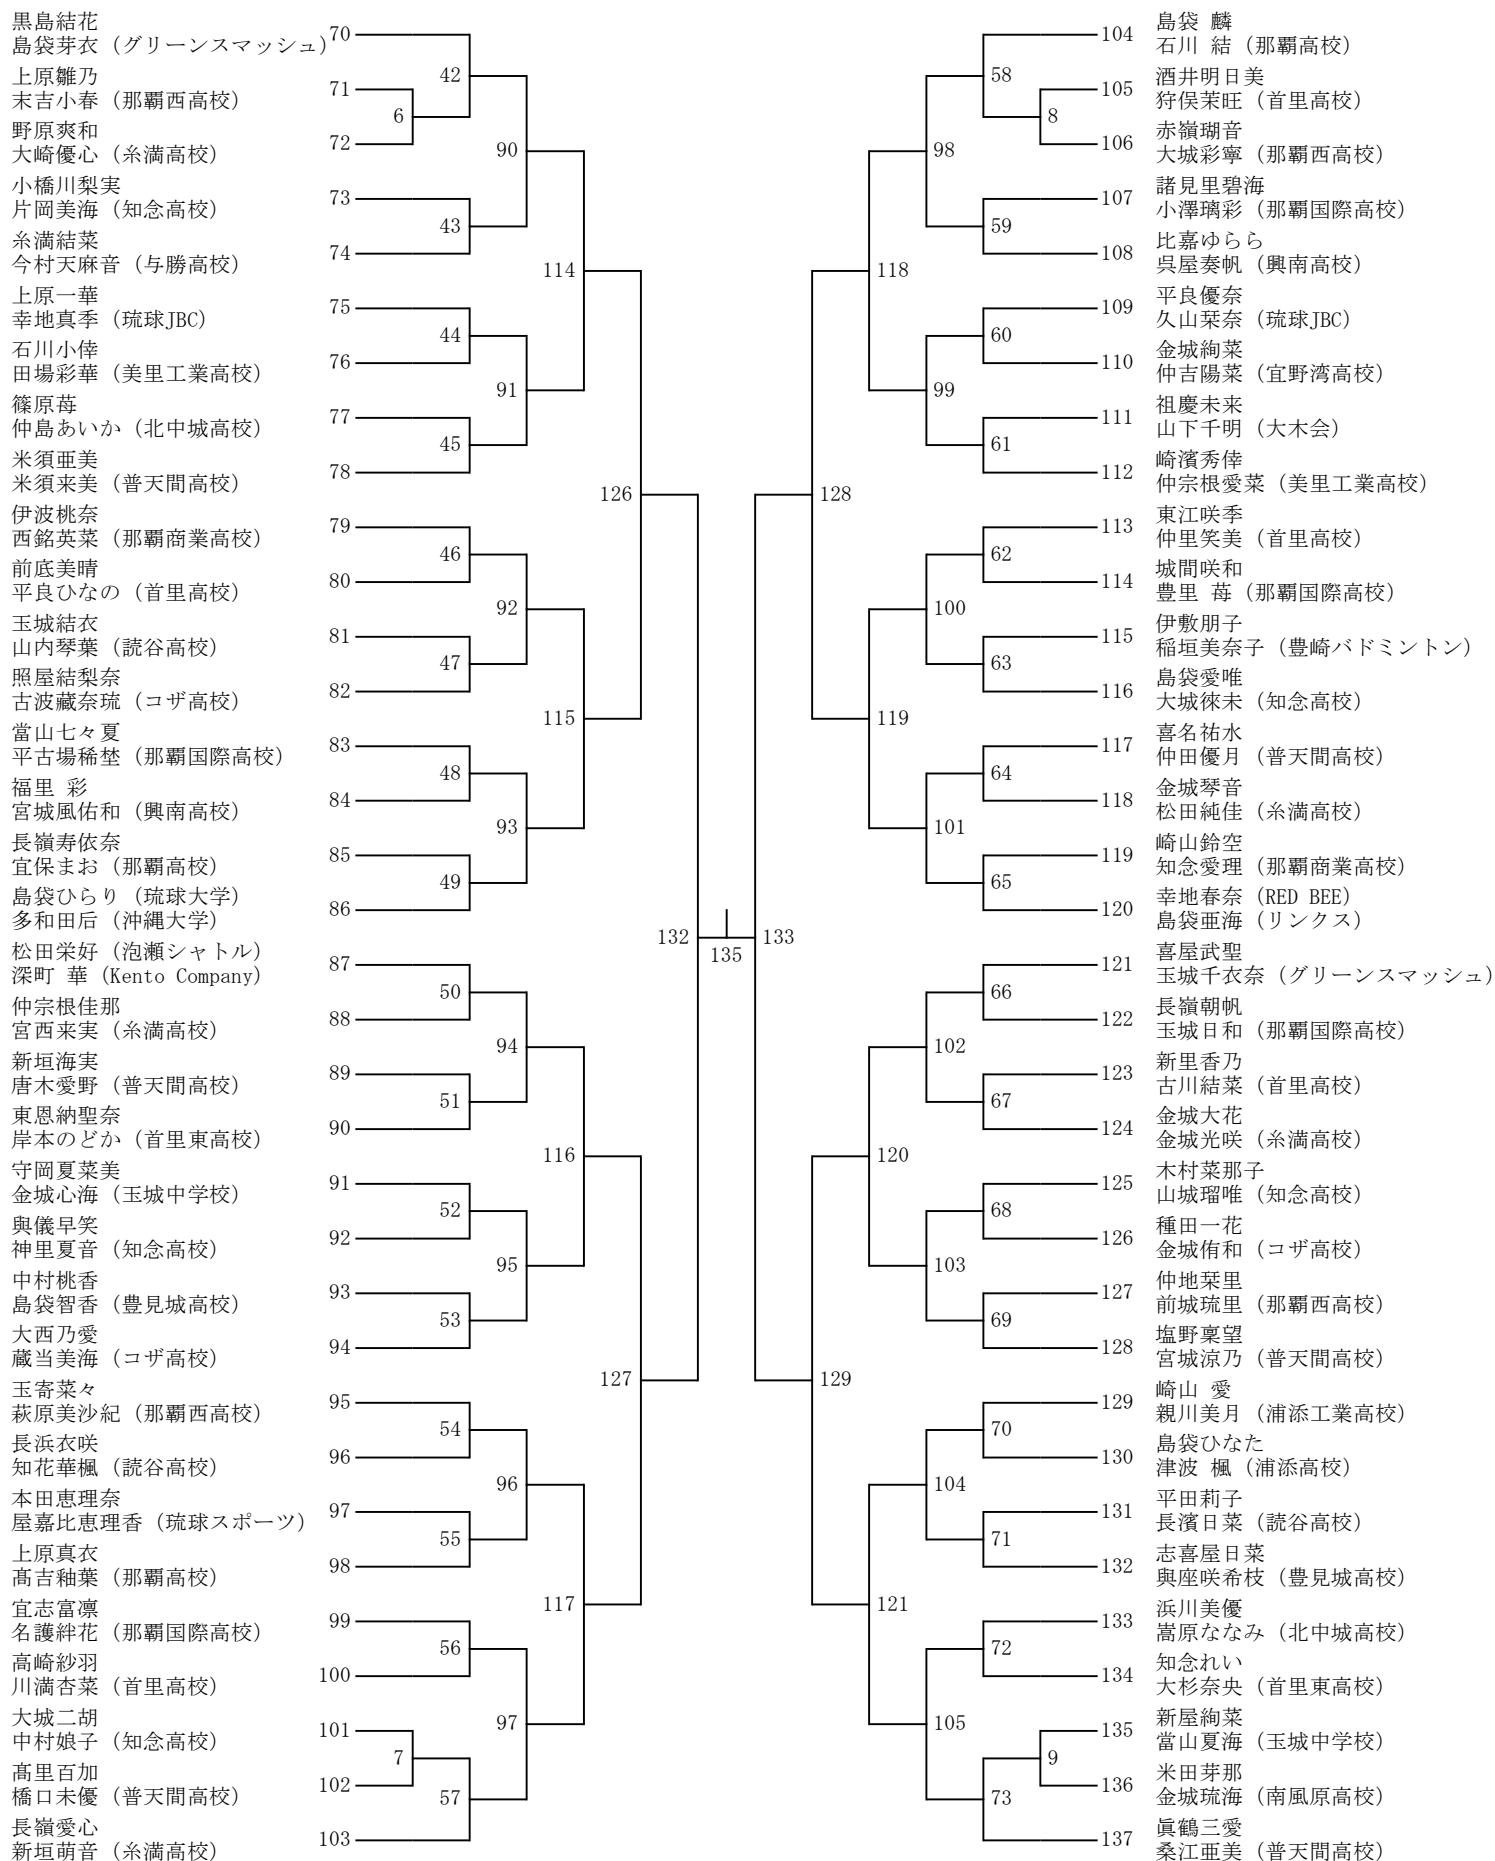 黒島結花
島袋芽衣 (グリーンスマッシュ) 70
上原雛乃
末吉小春 (那覇西高校) 71
野原爽和
大崎優心 (糸満高校) 72
小橋川梨実
片岡美海 (知念高校) 73
糸満結菜
今村天麻音 (与勝高校) 74
上原一華
幸地真季 (琉球JBC) 75
石川小倖
田場彩華 (美里工業高校) 76
篠原苺
仲島あいか (北中城高校) 77
米須亜美
米須来美 (普天間高校) 78
伊波桃奈
西銘英菜 (那覇商業高校) 79
前底美晴
平良ひなの (首里高校) 80
玉城結衣
山内琴葉 (読谷高校) 81
照屋結梨奈
古波藏奈琉 (コザ高校) 82
當山七々夏
平古場稀埜 (那覇国際高校) 83
福里 彩
宮城風佑和 (興南高校) 84
長嶺寿依奈
宜保まお (那覇高校) 85
島袋ひらり (琉球大学)
多和田后 (沖縄大学) 86
松田栄好 (泡瀬シャトル)
深町 華 (Kento Company) 87
仲宗根佳那
宮西来実 (糸満高校) 88
新垣海実
唐木愛野 (普天間高校) 89
東恩納聖奈
岸本のどか (首里東高校) 90
守岡夏菜美
金城心海 (玉城中学校) 91
與儀早笑
神里夏音 (知念高校) 92
中村桃香
島袋智香 (豊見城高校) 93
大西乃愛
蔵当美海 (コザ高校) 94
玉寄菜々
萩原美沙紀 (那覇西高校) 95
長浜衣咲
知花華楓 (読谷高校) 96
本田恵理奈
屋嘉比恵理香 (琉球スポーツ) 97
上原真衣
髙吉釉葉 (那覇高校) 98
宜志富凛
名護絆花 (那覇国際高校) 99
高崎紗羽
川満杏菜 (首里高校) 100
大城二胡
中村娘子 (知念高校) 101
髙里百加
橋口未優 (普天間高校) 102
長嶺愛心
新垣萌音 (糸満高校) 103
42
6
90
43
114
44
91
45
126
46
92
47
115
48
93
49
132
50
94
51
116
52
95
53
127
54
96
55
117
56
97
7
57
135
133
58
8
98
59
118
60
99
61
128
62
100
63
119
64
101
65
66
102
67
120
68
103
69
129
70
104
71
121
72
105
9
73
島袋 麟
104 石川 結 (那覇高校)
酒井明日美
105 狩俣茉旺 (首里高校)
赤嶺瑚音
106 大城彩寧 (那覇西高校)
諸見里碧海
107 小澤璃彩 (那覇国際高校)
比嘉ゆらら
108 呉屋奏帆 (興南高校)
平良優奈
109 久山栞奈 (琉球JBC)
金城絢菜
110 仲吉陽菜 (宜野湾高校)
祖慶未来
111 山下千明 (大木会)
崎濱秀倖
112 仲宗根愛菜 (美里工業高校)
東江咲季
113 仲里笑美 (首里高校)
城間咲和
114 豊里 苺 (那覇国際高校)
伊敷朋子
115 稲垣美奈子 (豊崎バドミントン)
島袋愛唯
116 大城徠未 (知念高校)
喜名祐水
117 仲田優月 (普天間高校)
金城琴音
118 松田純佳 (糸満高校)
崎山鈴空
119 知念愛理 (那覇商業高校)
幸地春奈 (RED BEE)
120 島袋亜海 (リンクス)
喜屋武聖
121 玉城千衣奈 (グリーンスマッシュ)
長嶺朝帆
122 玉城日和 (那覇国際高校)
新里香乃
123 古川結菜 (首里高校)
金城大花
124 金城光咲 (糸満高校)
木村菜那子
125 山城瑠唯 (知念高校)
種田一花
126 金城侑和 (コザ高校)
仲地栞里
127 前城琉里 (那覇西高校)
塩野稟望
128 宮城涼乃 (普天間高校)
崎山 愛
129 親川美月 (浦添工業高校)
島袋ひなた
130 津波 楓 (浦添高校)
平田莉子
131 長濱日菜 (読谷高校)
志喜屋日菜
132 與座咲希枝 (豊見城高校)
浜川美優
133 嵩原ななみ (北中城高校)
知念れい
134 大杉奈央 (首里東高校)
新屋絢菜
135 當山夏海 (玉城中学校)
米田芽那
136 金城琉海 (南風原高校)
眞鶴三愛
137 桑江亜美 (普天間高校)